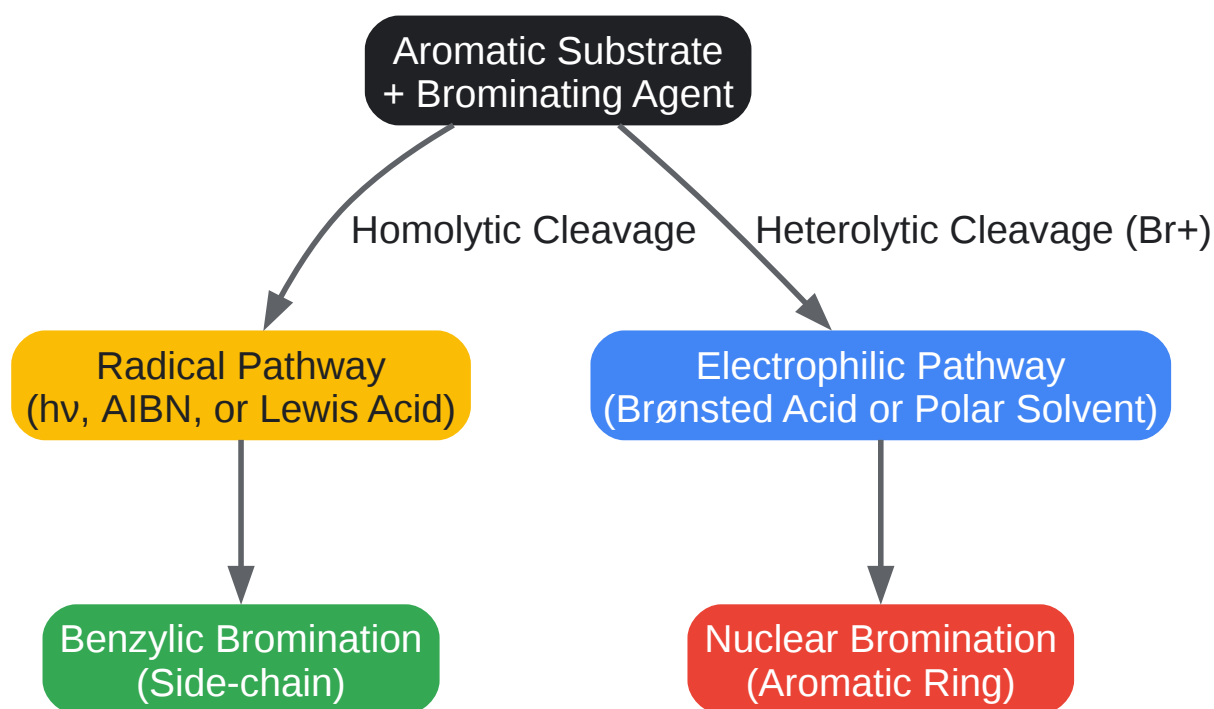 Aromatic Substrate
+ Brominating Agent
Homolytic Cleavage
Heterolytic Cleavage (Br+)
Radical Pathway
(hν, AIBN, or Lewis Acid)
Electrophilic Pathway
(Brønsted Acid or Polar Solvent)
Benzylic Bromination
(Side-chain)
Nuclear Bromination
(Aromatic Ring)